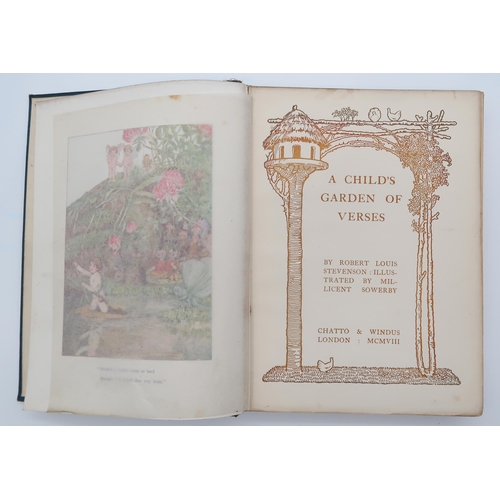 A CHILD'S
GARDEN OF
VERSES
BY ROBERT LOUIS
STEVENSON : ILLUS-
TRATED BY MIL-
LICENT SOWERBY
CHATTO & WINDUS
LONDON : MCMVIII